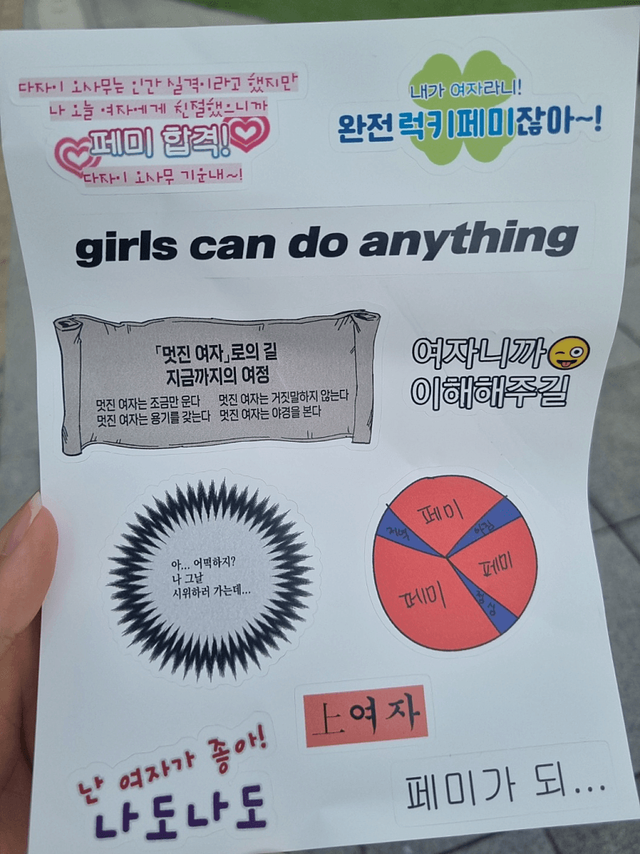 다자이 오사무는 인간 실격이라고 했지만
나 오늘 여자에게 친절했으니까
페미 합격!
다자이 오사무 기운내~!
내가 여자라니!
완전 럭키페미잖아~!
girls can do anything
「멋진 여자」로의 길
지금까지의 여정
멋진 여자는 조금만 운다 멋진 여자는 거짓말하지 않는다
멋진 여자는 용기를 갖는다 멋진 여자는 야경을 본다
여자니까
이해해주길
아... 어떡하지?
나 그날
시위하러 가는데...
페미
저녁
아침
페미
페미
점심
上여자
난 여자가 좋아!
나도나도
페미가 되...